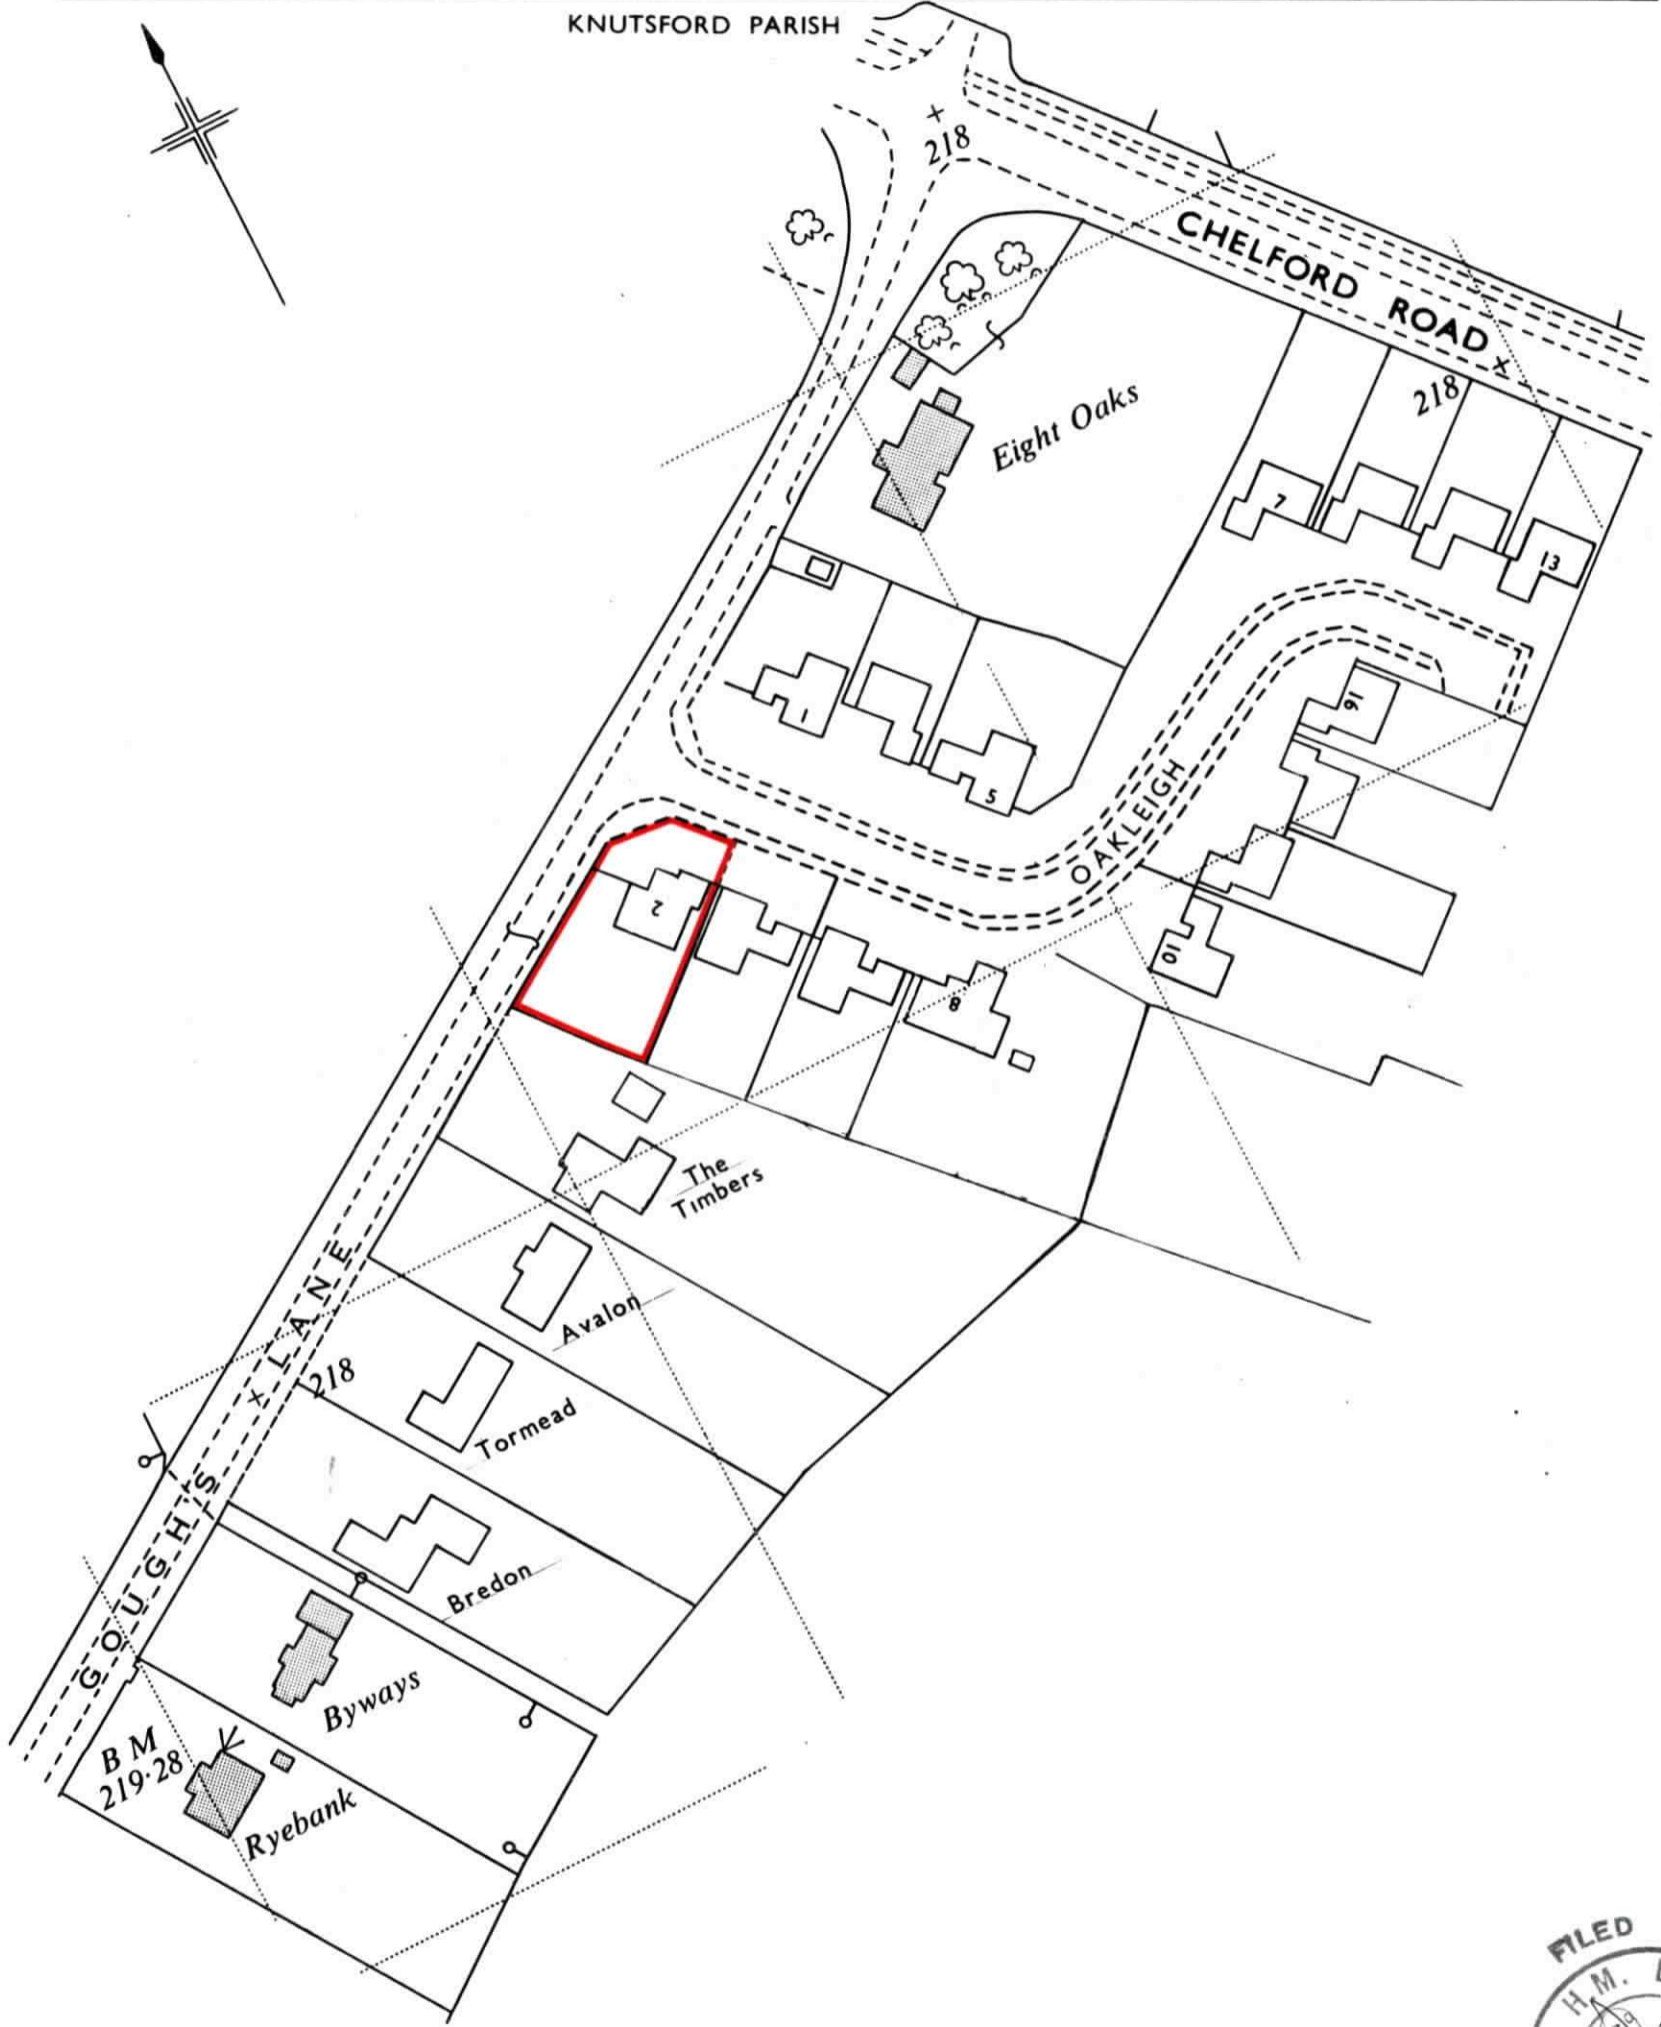 KNUTSFORD PARISH
218
CHELFORD ROAD
218
Eight Oaks
7
13
1
5
16
OAKLEIGH
2
10
8
The
Timbers
Avalon
218
Tormead
GOUGH'S LANE
Bredon
Byways
B M
219·28
Ryebank
FILED
H.M.